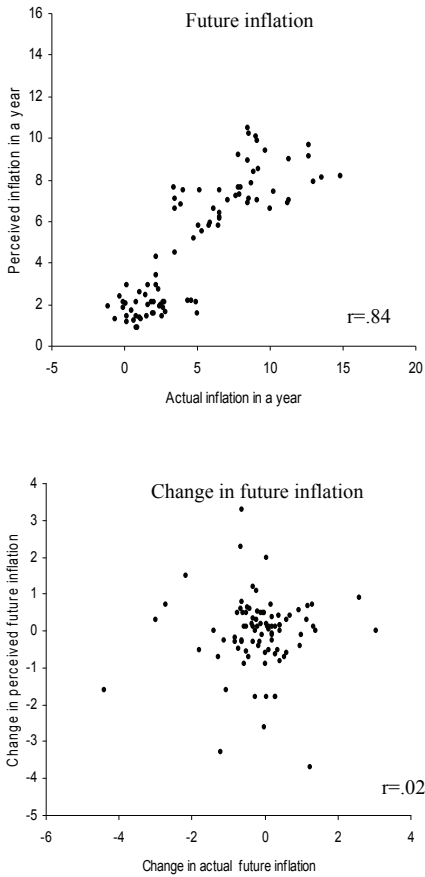 Future inflation
16
14
12
10
8
6
4
2
0
Perceived inflation in a year
r=.84
-5 0 5 10 15 20
Actual inflation in a year
Change in future inflation
4
3
2
1
0
-1
-2
-3
-4
-5
Change in perceived future inflation
r=.02
-6 -4 -2 0 2 4
Change in actual future inflation